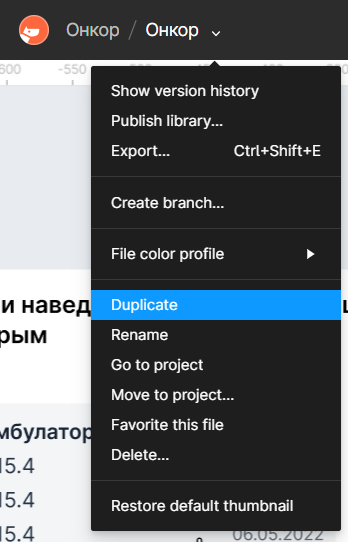 Онкор / Онкор
-550
Show version history
Publish library...
Export... Ctrl+Shift+E
Create branch...
File color profile
и навед
Duplicate
рым
Rename
Go to project
Move to project...
Favorite this file
мбулатор
Delete...
15.4
15.4
Restore default thumbnail
15.4
06.05.2022